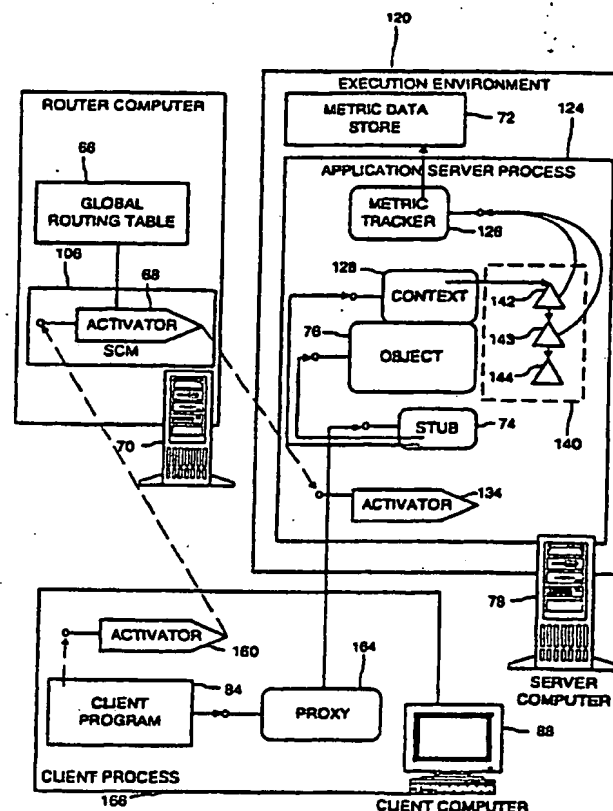 120
EXECUTION ENVIRONMENT
ROUTER COMPUTER
METRIC DATA
STORE
72
124
66
GLOBAL
ROUTING TABLE
APPLICATION SERVER PROCESS
METRIC
TRACKER
126
106
68
ACTIVATOR
SCM
128
CONTEXT
142
76
OBJECT
143
144
70
STUB
74
140
ACTIVATOR
134
78
ACTIVATOR
160
164
SERVER
COMPUTER
84
CLIENT
PROGRAM
PROXY
88
CLIENT PROCESS
166
CLIENT COMPUTER